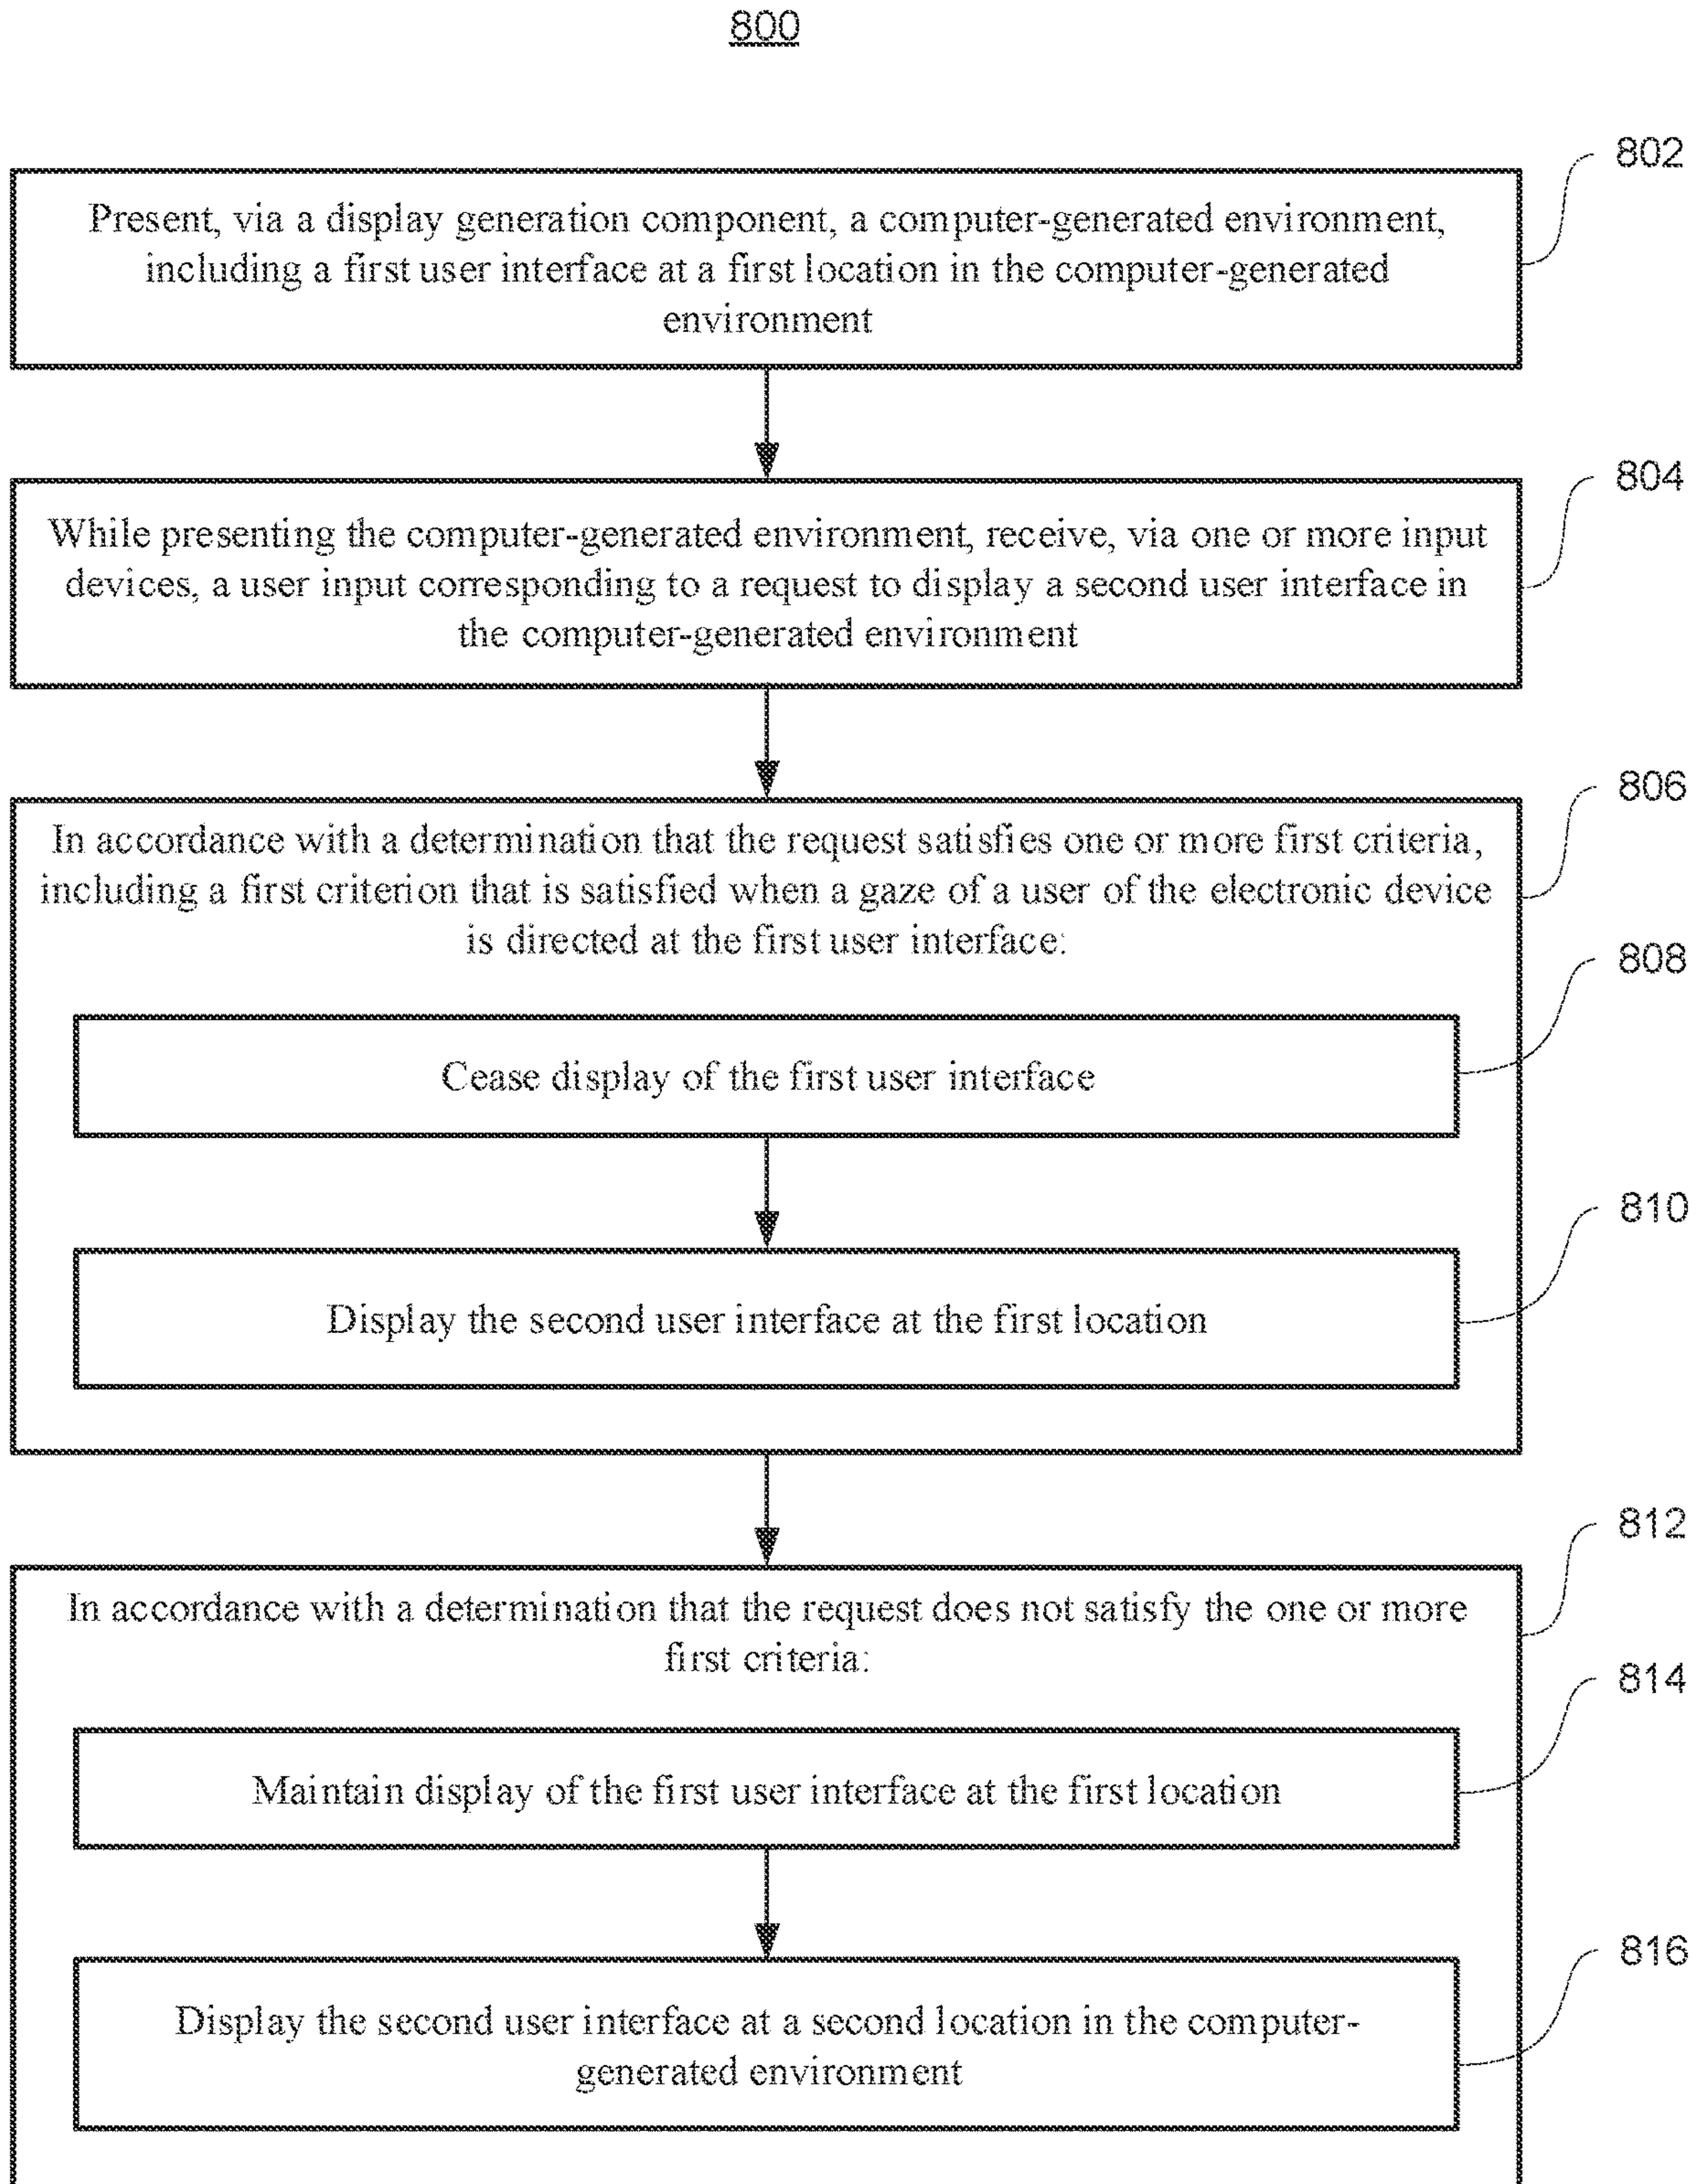 800
802
Present, via a display generation component, a computer-generated environment,
including a first user interface at a first location in the computer-generated
environment
804
While presenting the computer-generated environment, receive, via one or more input
devices, a user input corresponding to a request to display a second user interface in
the computer-generated environment
806
In accordance with a determination that the request satisfies one or more first criteria,
including a first criterion that is satisfied when a gaze of a user of the electronic device
is directed at the first user interface:
808
Cease display of the first user interface
810
Display the second user interface at the first location
812
In accordance with a determination that the request does not satisfy the one or more
first criteria:
814
Maintain display of the first user interface at the first location
816
Display the second user interface at a second location in the computer-
generated environment